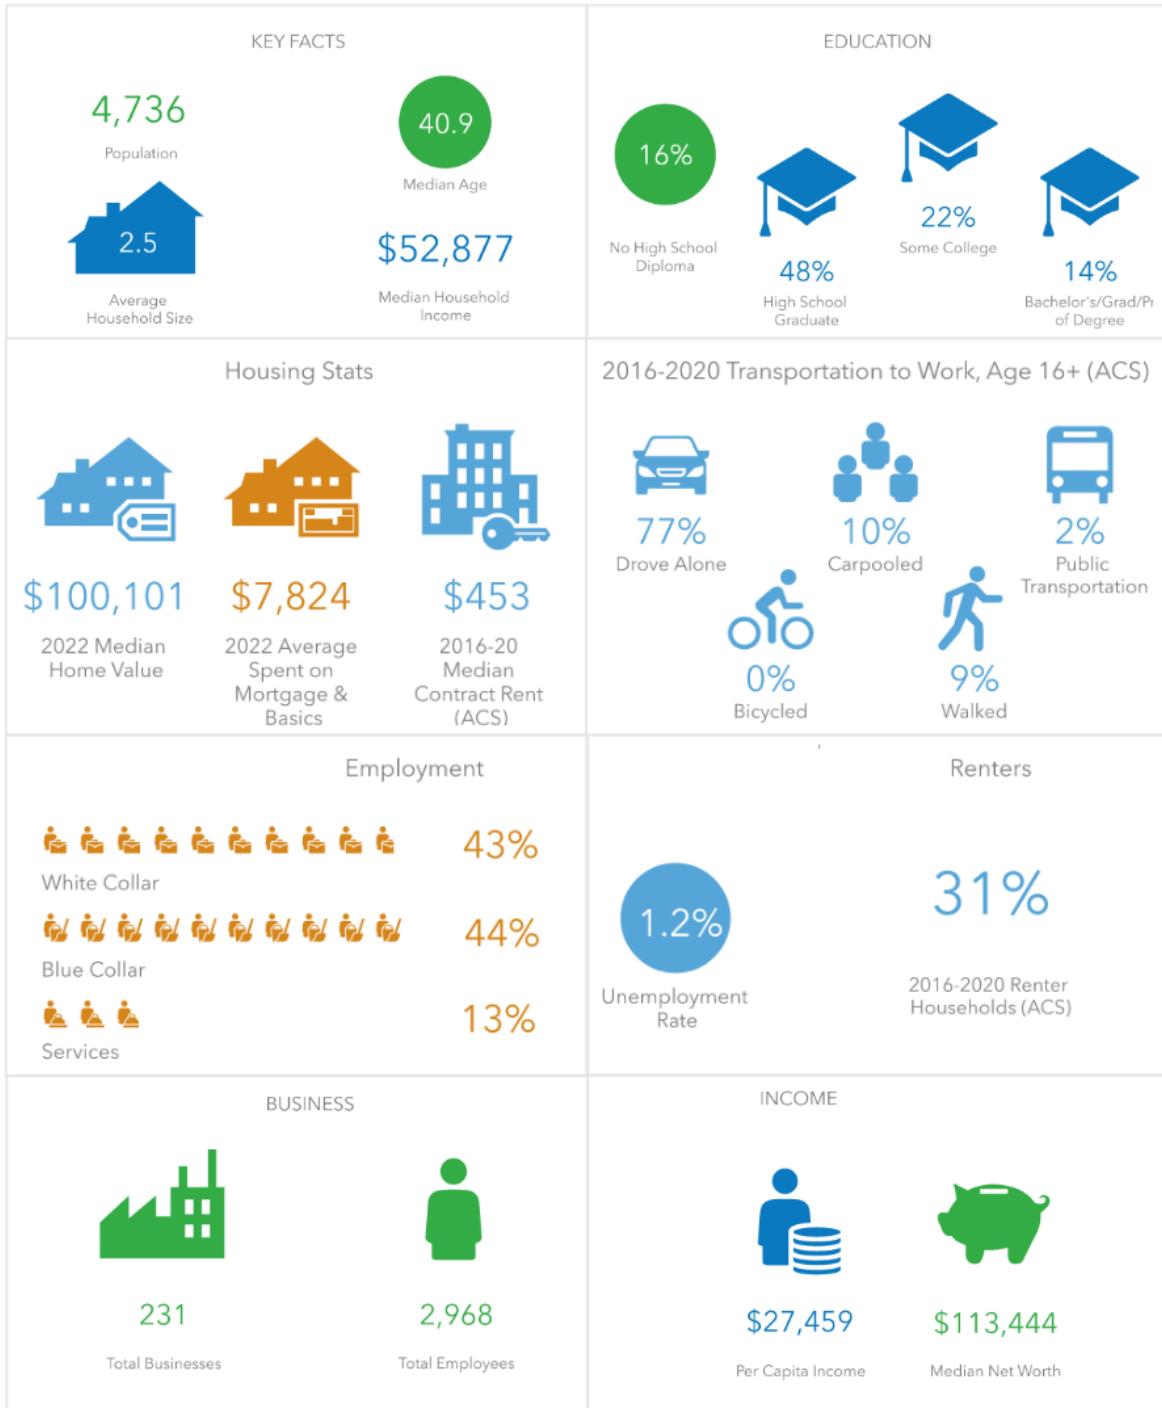 KEY FACTS
4,736
Population
40.9
Median Age
2.5
Average
Household Size
$52,877
Median Household
Income
EDUCATION
16%
No High School
Diploma
48%
High School
Graduate
22%
Some College
14%
Bachelor's/Grad/Pr
of Degree
Housing Stats
$100,101
2022 Median
Home Value
$7,824
2022 Average
Spent on
Mortgage &
Basics
$453
2016-20
Median
Contract Rent
(ACS)
2016-2020 Transportation to Work, Age 16+ (ACS)
77%
Drove Alone
10%
Carpooled
2%
Public
Transportation
0%
Bicycled
9%
Walked
Employment
43%
White Collar
44%
Blue Collar
13%
Services
Renters
1.2%
Unemployment
Rate
31%
2016-2020 Renter
Households (ACS)
BUSINESS
231
Total Businesses
2,968
Total Employees
INCOME
$27,459
Per Capita Income
$113,444
Median Net Worth